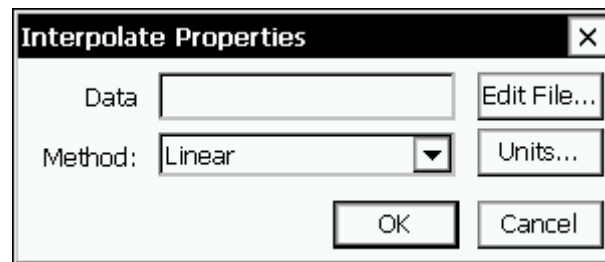 Interpolate Properties
Data Edit File...
Method: Linear Units...
OK Cancel